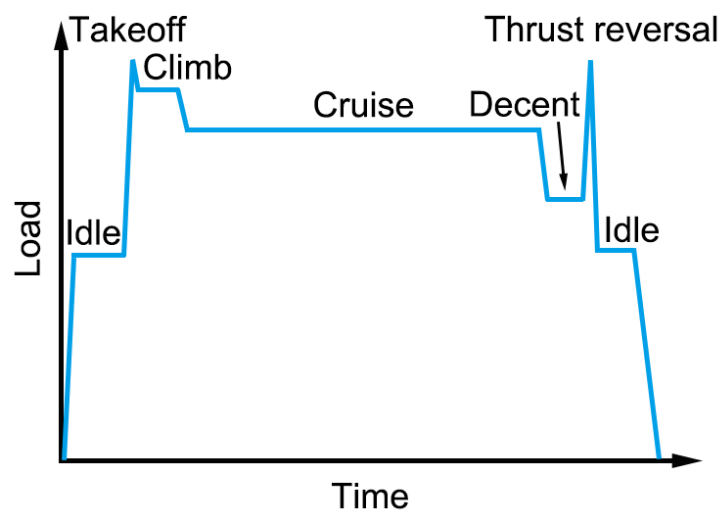 Takeoff
Thrust reversal
Climb
Cruise
Decent
Idle
Idle
Load
Time